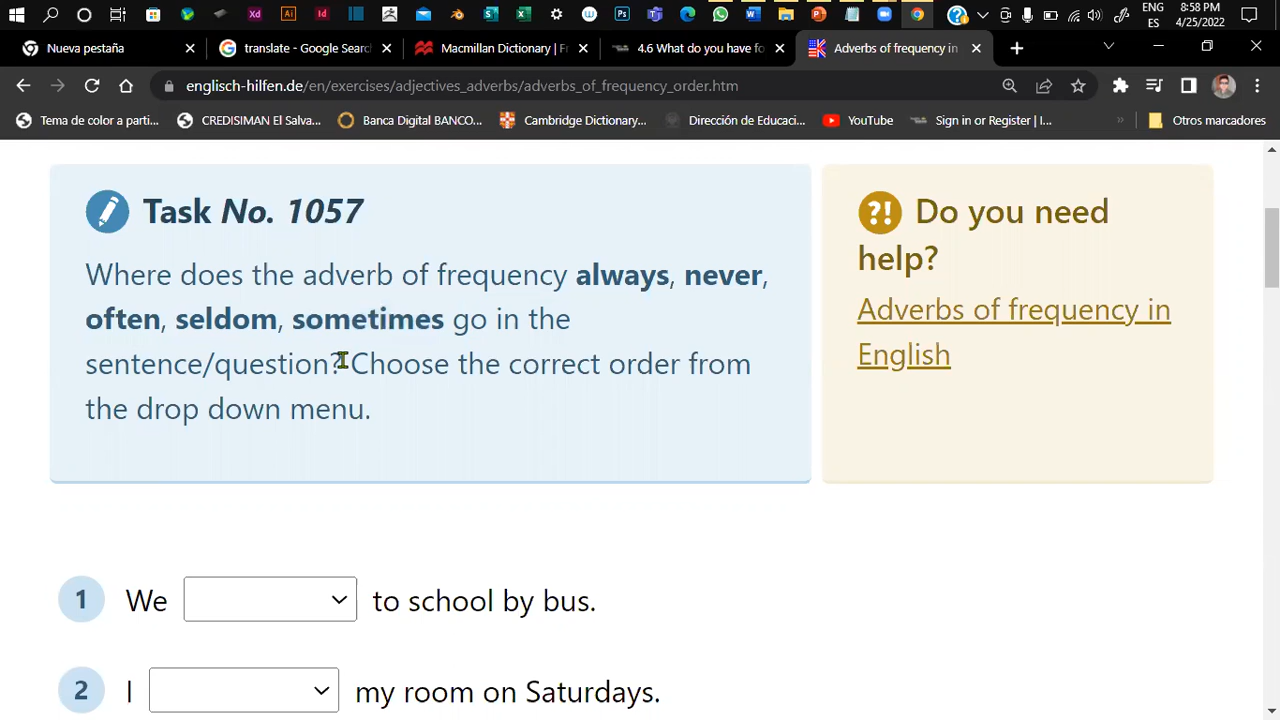 ENG
ES
8:58 PM
4/25/2022
Nueva pestaña
translate - Google Searc
Macmillan Dictionary | F
4.6 What do you have fo
Adverbs of frequency in
englisch-hilfen.de/en/exercises/adjectives_adverbs/adverbs_of_frequency_order.htm
Tema de color a parti...
CREDISIMAN El Salva...
Banca Digital BANCO...
Cambridge Dictionary...
Dirección de Educaci...
YouTube
Sign in or Register | I...
Otros marcadores
Task No. 1057
Where does the adverb of frequency always, never,
often, seldom, sometimes go in the
sentence/question? Choose the correct order from
the drop down menu.
?! Do you need
help?
Adverbs of frequency in
English
1 We to school by bus.
2 I my room on Saturdays.